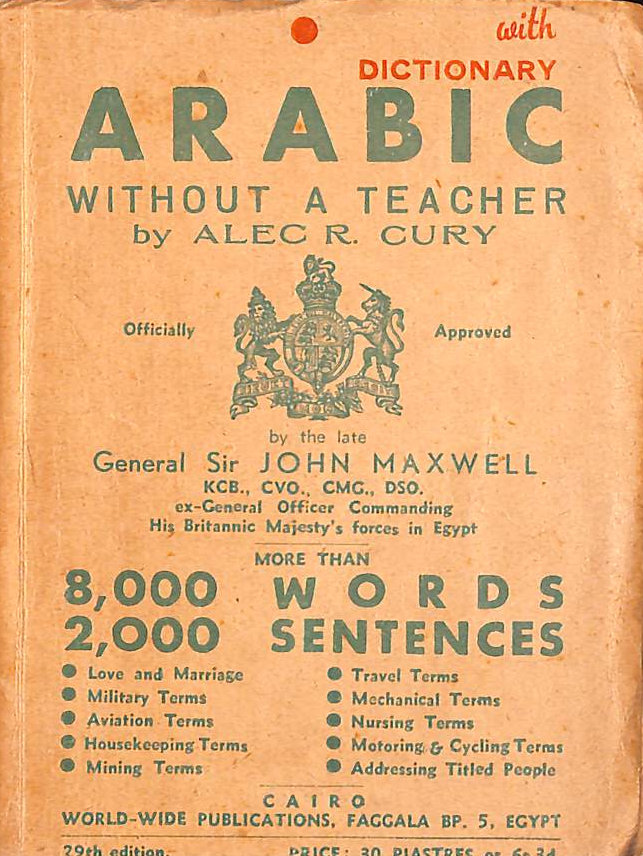 with
DICTIONARY
ARABIC
WITHOUT A TEACHER
by ALEC R. CURY
Officially Approved
by the late
General Sir JOHN MAXWELL
KCB., CVO., CMG., DSO.
ex-General Officer Commanding
His Britannic Majesty's forces in Egypt
MORE THAN
8,000 WORDS
2,000 SENTENCES
Love and Marriage
Military Terms
Aviation Terms
Housekeeping Terms
Mining Terms
Travel Terms
Mechanical Terms
Nursing Terms
Motoring & Cycling Terms
Addressing Titled People
CAIRO
WORLD-WIDE PUBLICATIONS, FAGGALA BP. 5, EGYPT
29th edition. PRICE: 30 PIASTRES or 6s3d